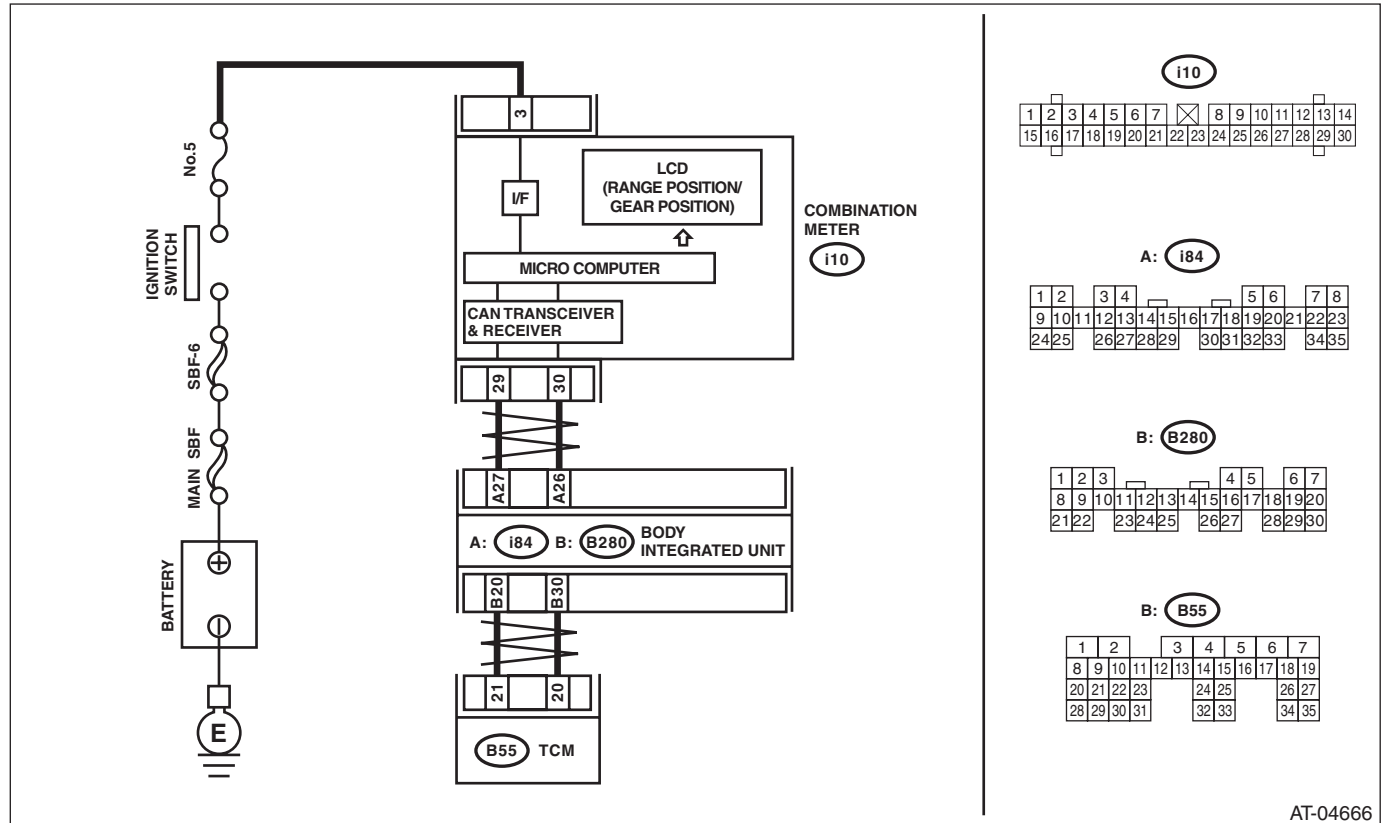 No.5
IGNITION
SWITCH
SBF-6
MAIN SBF
BATTERY
E
3
I/F
LCD
(RANGE POSITION/
GEAR POSITION)
MICRO COMPUTER
CAN TRANSCEIVER
& RECEIVER
COMBINATION
METER
i10
29 30
A27 A26
A: i84 B: B280 BODY
INTEGRATED UNIT
B20 B30
21 20
B55 TCM
i10
1 2 3 4 5 6 7 8 9 10 11 12 13 14
15 16 17 18 19 20 21 22 23 24 25 26 27 28 29 30
A: i84
1 2 3 4 5 6 7 8
9 10 11 12 13 14 15 16 17 18 19 20 21 22 23
24 25 26 27 28 29 30 31 32 33 34 35
B: B280
1 2 3 4 5 6 7
8 9 10 11 12 13 14 15 16 17 18 19 20
21 22 23 24 25 26 27 28 29 30
B: B55
1 2 3 4 5 6 7
8 9 10 11 12 13 14 15 16 17 18 19
20 21 22 23 24 25 26 27
28 29 30 31 32 33 34 35
AT-04666